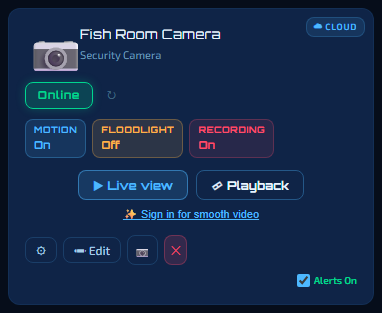 Fish Room Camera
CLOUD
Security Camera
Online
MOTION
On
FLOODLIGHT
Off
RECORDING
On
Live view
Playback
Sign in for smooth video
Edit
Alerts On